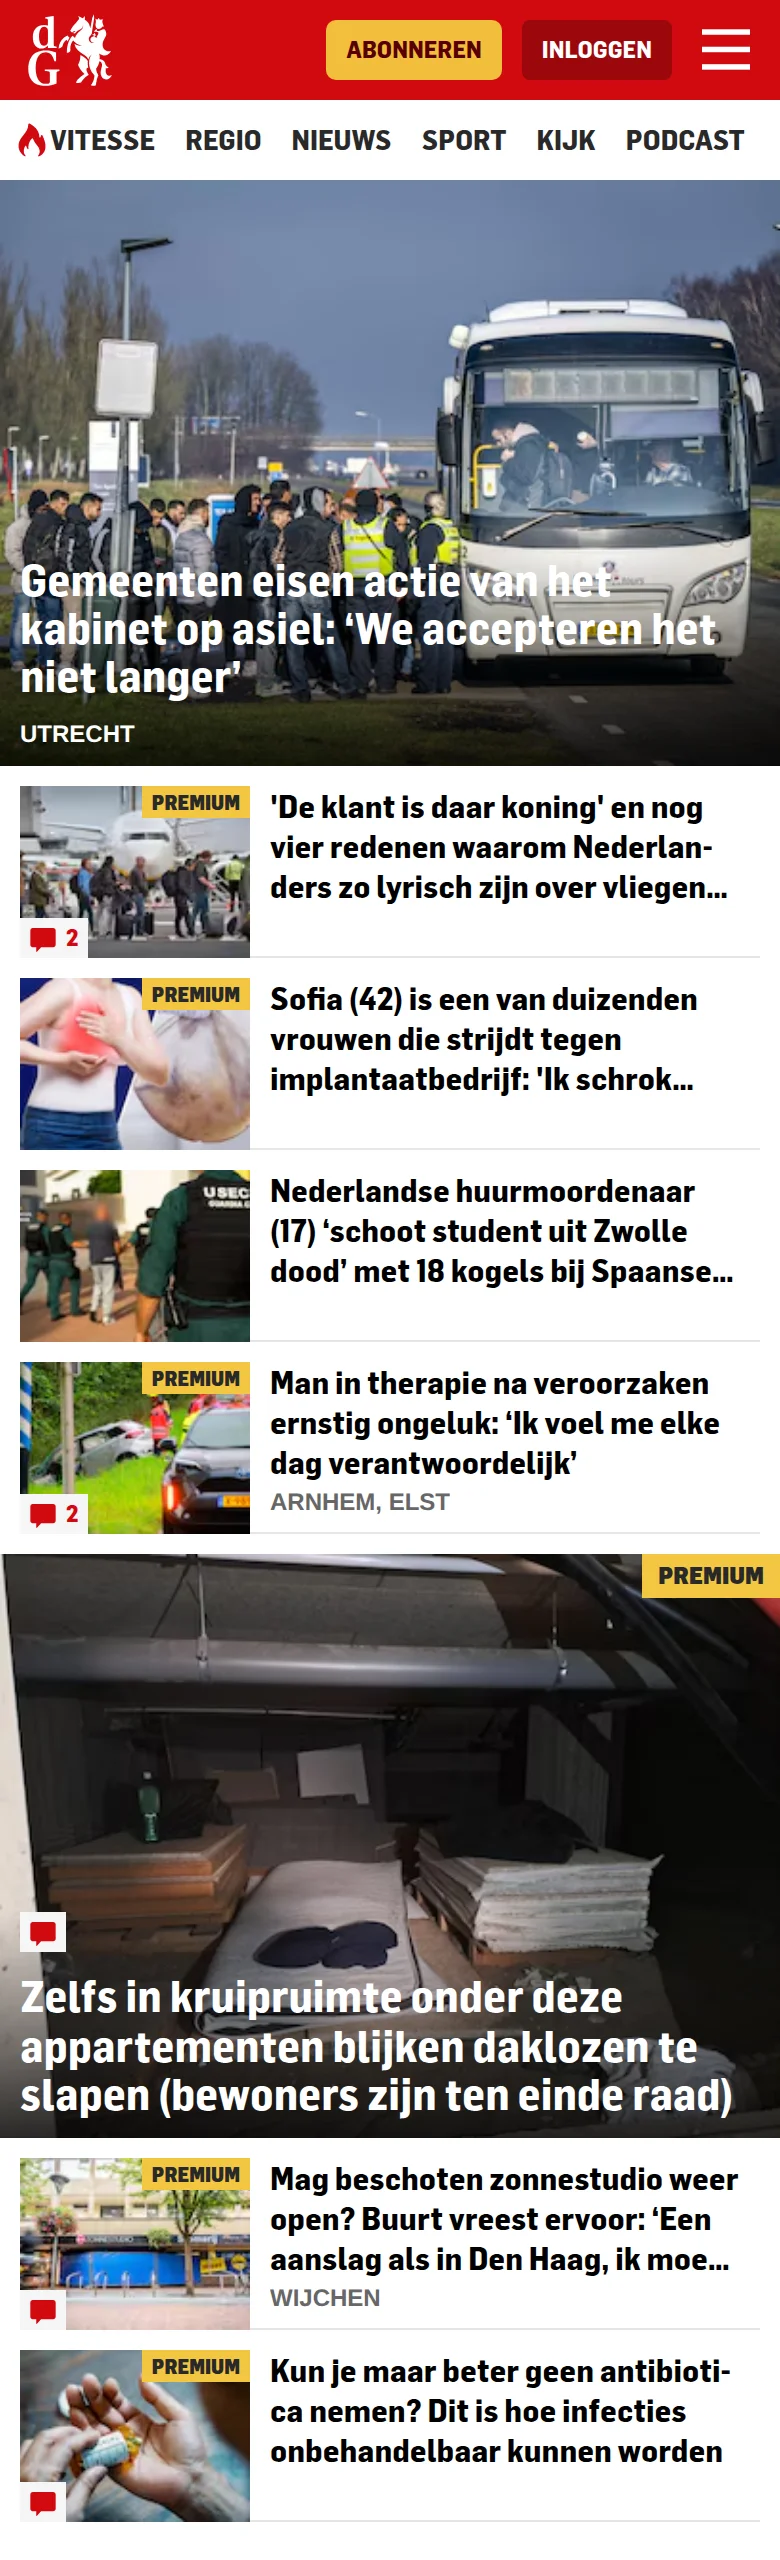 dG
ABONNEREN
INLOGGEN
VITESSE
REGIO
NIEUWS
SPORT
KIJK
PODCAST
Gemeenten eisen actie van het
kabinet op asiel: ‘We accepteren het
niet langer’
UTRECHT
PREMIUM
2
'De klant is daar koning' en nog
vier redenen waarom Nederlan-
ders zo lyrisch zijn over vliegen...
PREMIUM
Sofia (42) is een van duizenden
vrouwen die strijdt tegen
implantaatbedrijf: 'Ik schrok...
USEC
Nederlandse huurmoordenaar
(17) ‘schoot student uit Zwolle
dood’ met 18 kogels bij Spaanse...
PREMIUM
2
Man in therapie na veroorzaken
ernstig ongeluk: ‘Ik voel me elke
dag verantwoordelijk’
ARNHEM, ELST
PREMIUM
Zelfs in kruipruimte onder deze
appartementen blijken daklozen te
slapen (bewoners zijn ten einde raad)
PREMIUM
Mag beschoten zonnestudio weer
open? Buurt vreest ervoor: ‘Een
aanslag als in Den Haag, ik moe...
WIJCHEN
PREMIUM
Kun je maar beter geen antibioti-
ca nemen? Dit is hoe infecties
onbehandelbaar kunnen worden